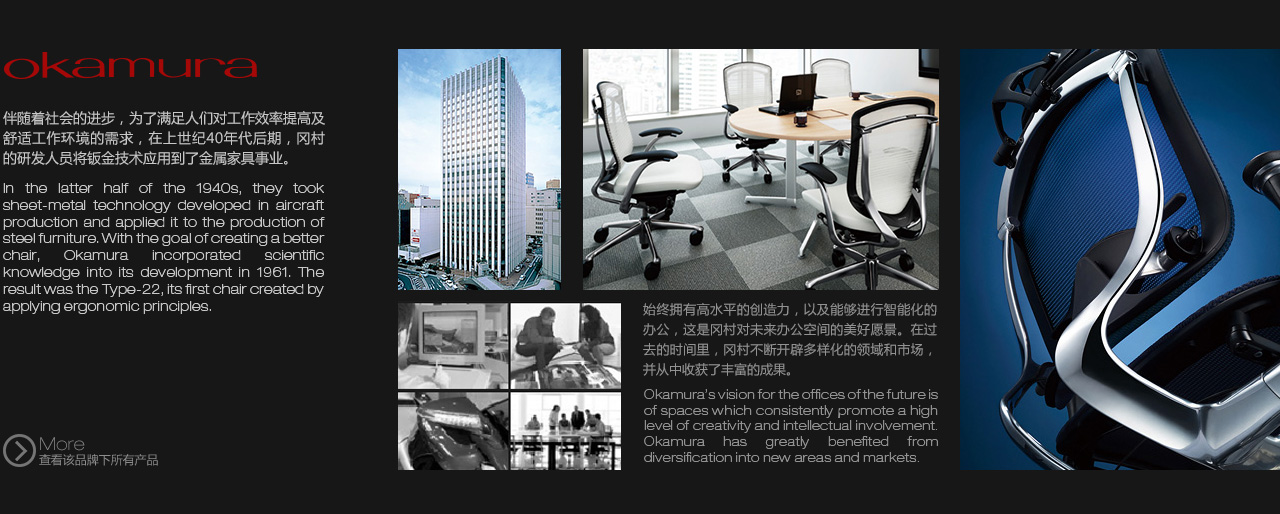 okamura
伴随着社会的进步，为了满足人们对工作效率提高及
舒适工作环境的需求，在上世纪40年代后期，冈村
的研发人员将钣金技术应用到了金属家具事业。
In the latter half of the 1940s, they took
sheet-metal technology developed in aircraft
production and applied it to the production of
steel furniture. With the goal of creating a better
chair, Okamura incorporated scientific
knowledge into its development in 1961. The
result was the Type-22, its first chair created by
applying ergonomic principles.
More
查看该品牌下所有产品
始终拥有高水平的创造力，以及能够进行智能化的
办公，这是冈村对未来办公空间的美好愿景。在过
去的时间里，冈村不断开辟多样化的领域和市场，
并从中收获了丰富的成果。
Okamura's vision for the offices of the future is
of spaces which consistently promote a high
level of creativity and intellectual involvement.
Okamura has greatly benefited from
diversification into new areas and markets.